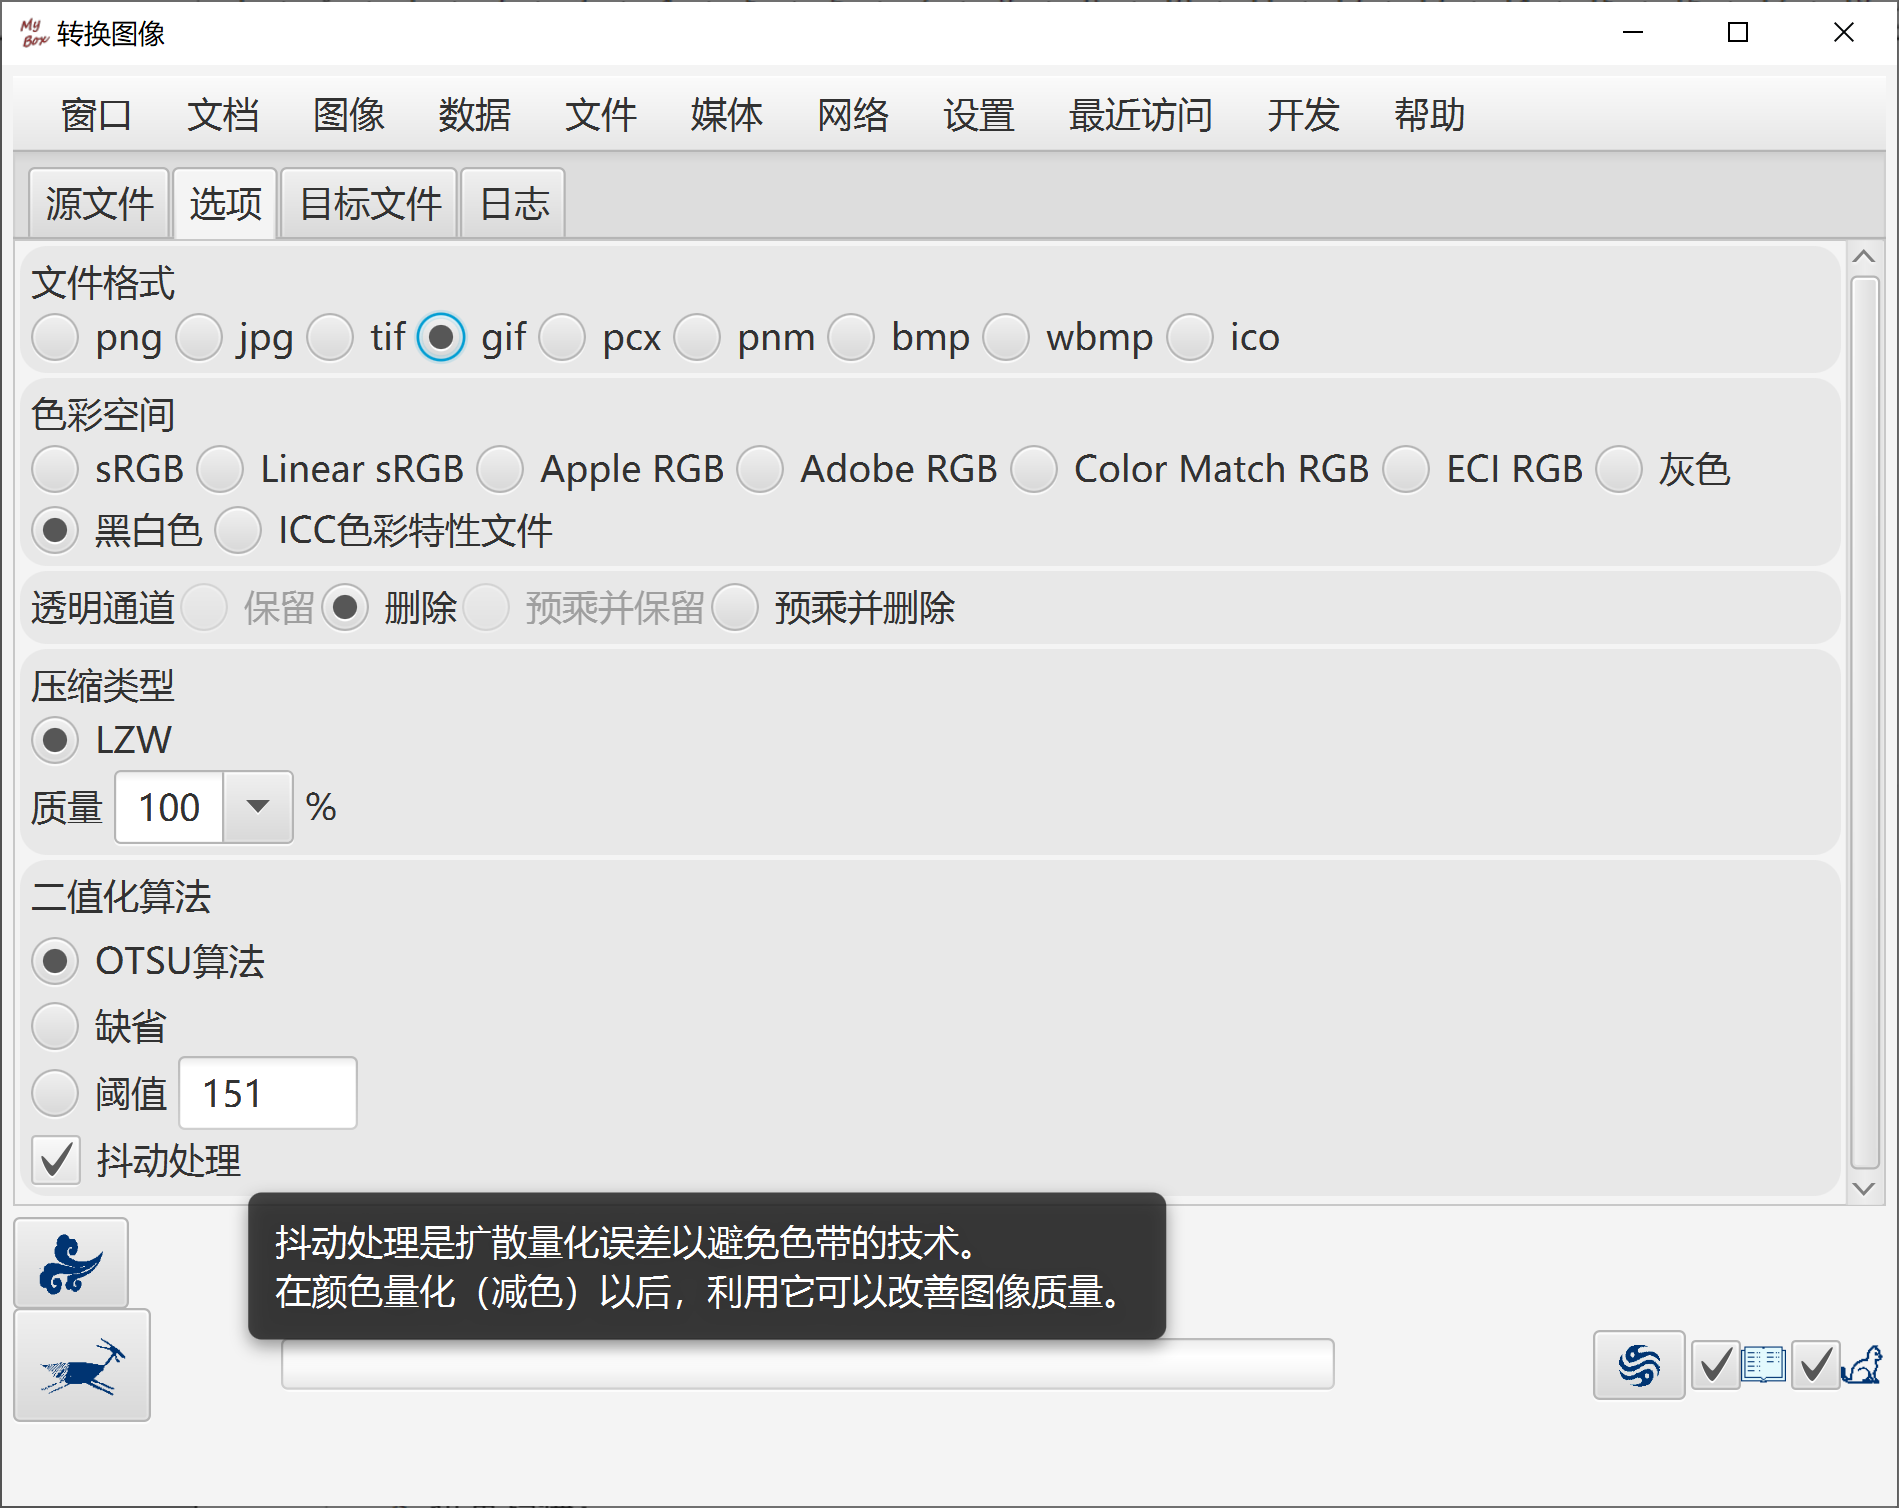 My Box 转换图像
窗口 文档 图像 数据 文件 媒体 网络 设置 最近访问 开发 帮助
源文件 选项 目标文件 日志
文件格式
png jpg tif gif pcx pnm bmp wbmp ico
色彩空间
sRGB Linear sRGB Apple RGB Adobe RGB Color Match RGB ECI RGB 灰色
黑白色 ICC色彩特性文件
透明通道 保留 删除 预乘并保留 预乘并删除
压缩类型
LZW
质量 100 %
二值化算法
OTSU算法
缺省
阈值 151
抖动处理
抖动处理是扩散量化误差以避免色带的技术。
在颜色量化（减色）以后，利用它可以改善图像质量。